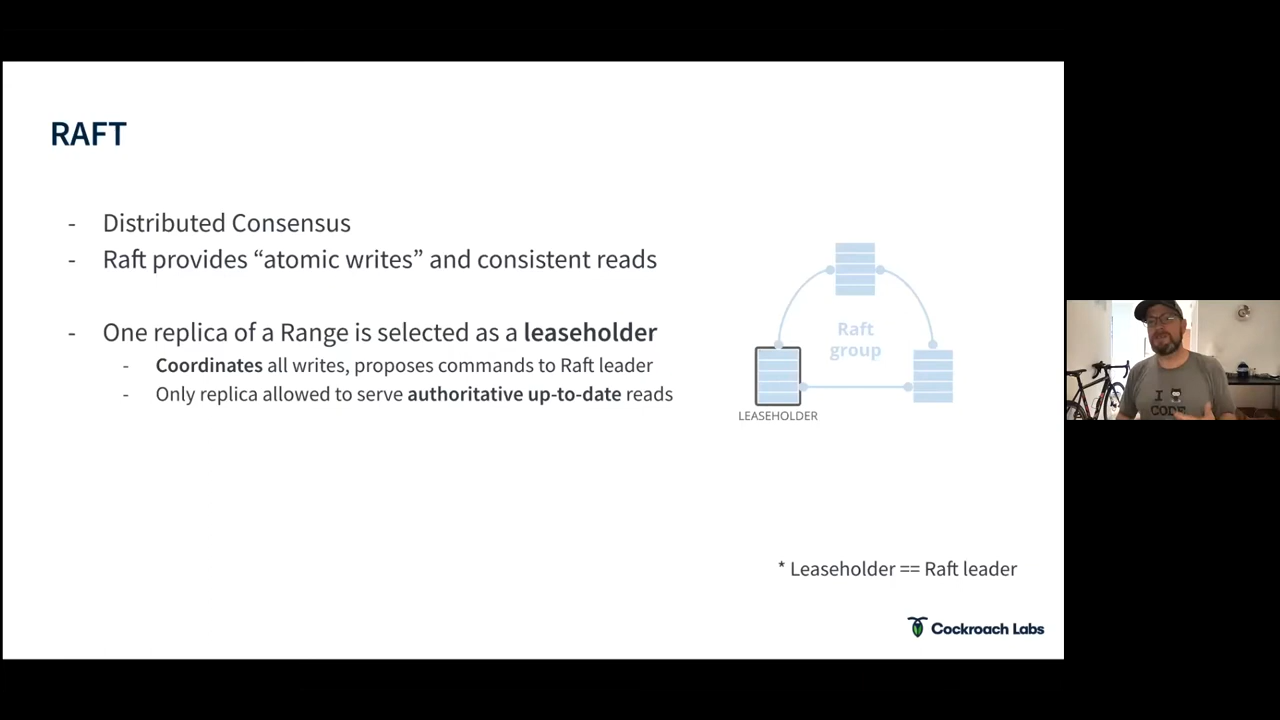 RAFT
- Distributed Consensus
- Raft provides “atomic writes” and consistent reads
- One replica of a Range is selected as a leaseholder
- Coordinates all writes, proposes commands to Raft leader
- Only replica allowed to serve authoritative up-to-date reads
Raft
group
LEASEHOLDER
* Leaseholder == Raft leader
Cockroach Labs
I
CODE